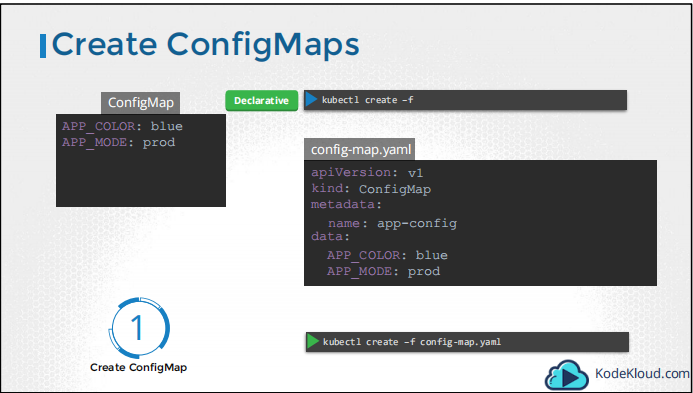 Create ConfigMaps
ConfigMap
APP_COLOR: blue
APP_MODE: prod
Declarative
kubectl create –f
config-map.yaml
apiVersion: v1
kind: ConfigMap
metadata:
  name: app-config
data:
  APP_COLOR: blue
  APP_MODE: prod
1
Create ConfigMap
kubectl create –f config-map.yaml
KodeKloud.com